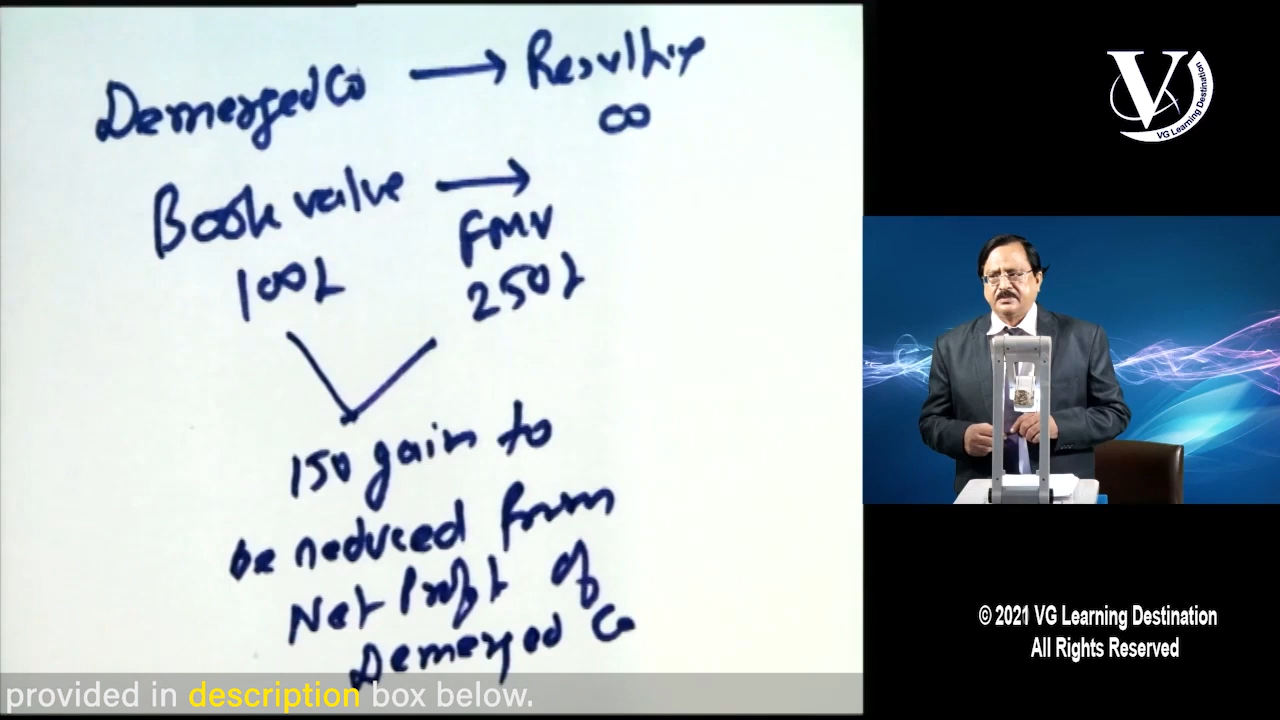 Demerged Co → Resulting
Co
Book value →
FMV
100L
250L
150 gain to
be reduced from
Net Profit of
Demerged Co
V
VG Learning Destination
© 2021 VG Learning Destination
All Rights Reserved
provided in description box below.